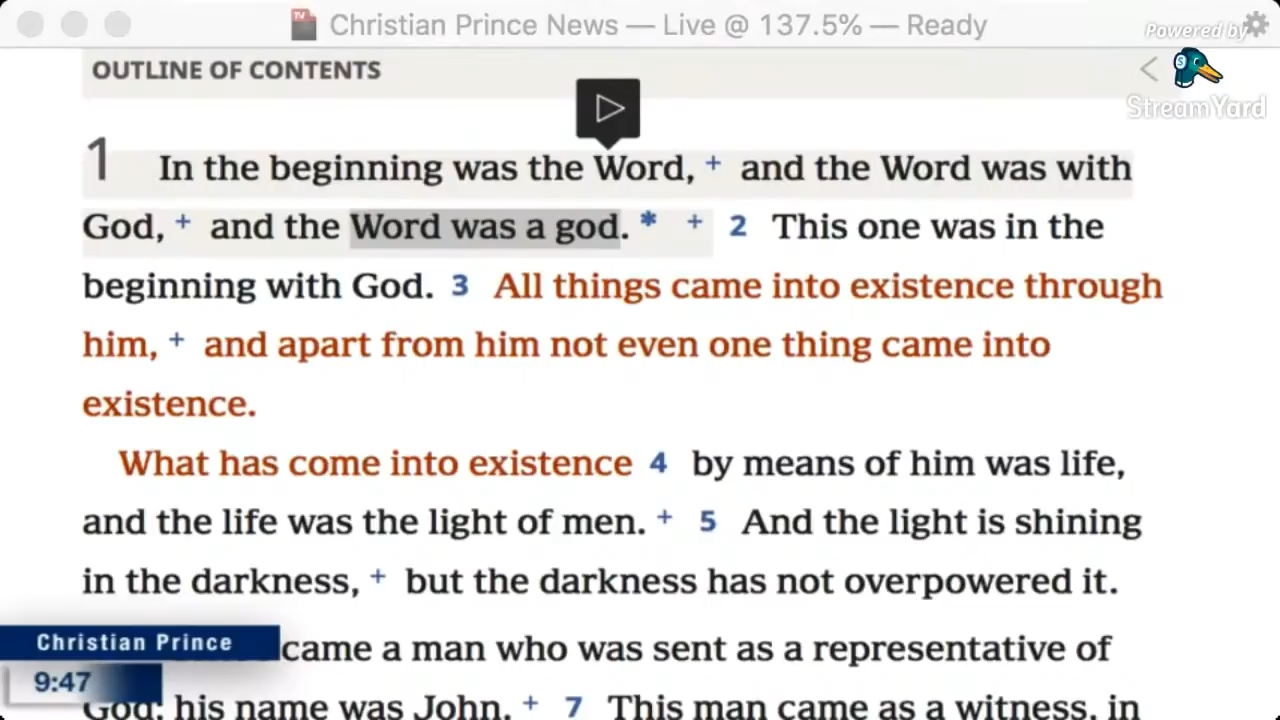 Christian Prince News — Live @ 137.5% — Ready
Powered by
StreamYard
OUTLINE OF CONTENTS
1 In the beginning was the Word, + and the Word was with
God, + and the Word was a god. * + 2 This one was in the
beginning with God. 3 All things came into existence through
him, + and apart from him not even one thing came into
existence.
What has come into existence 4 by means of him was life,
and the life was the light of men. + 5 And the light is shining
in the darkness, + but the darkness has not overpowered it.
came a man who was sent as a representative of
God; his name was John. + 7 This man came as a witness, in
Christian Prince
9:47